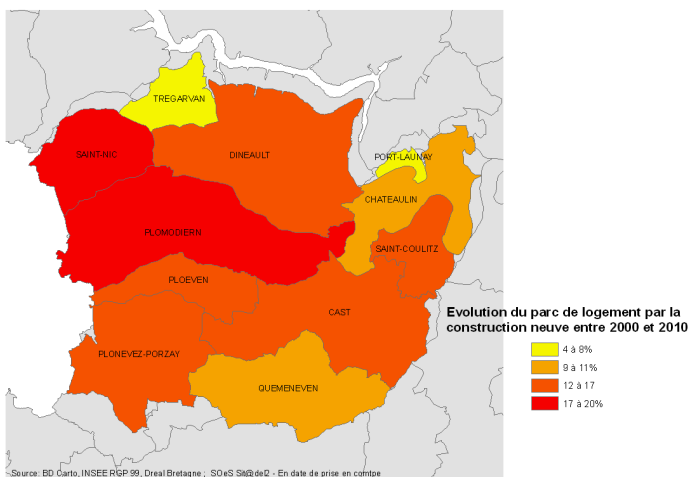 TREGARVAN
SAINT-NIC
DINEAULT
PORT-LAUNAY
CHATEAULIN
PLOMODIERN
SAINT-COULITZ
PLOEVEN
CAST
PLONEVEZ-PORZAY
QUEMENEVEN
Evolution du parc de logement par la
construction neuve entre 2000 et 2010
4 à 8%
9 à 11%
12 à 17
17 à 20%
Source: BD Carto, INSEE RGP 99, Dreal Bretagne ; SOeS Sit@del2 - En date de prise en comtpe